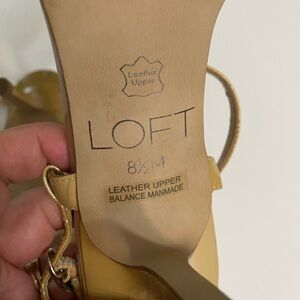 Leather
Upper
LOFT
8½M
LEATHER UPPER
BALANCE MANMADE